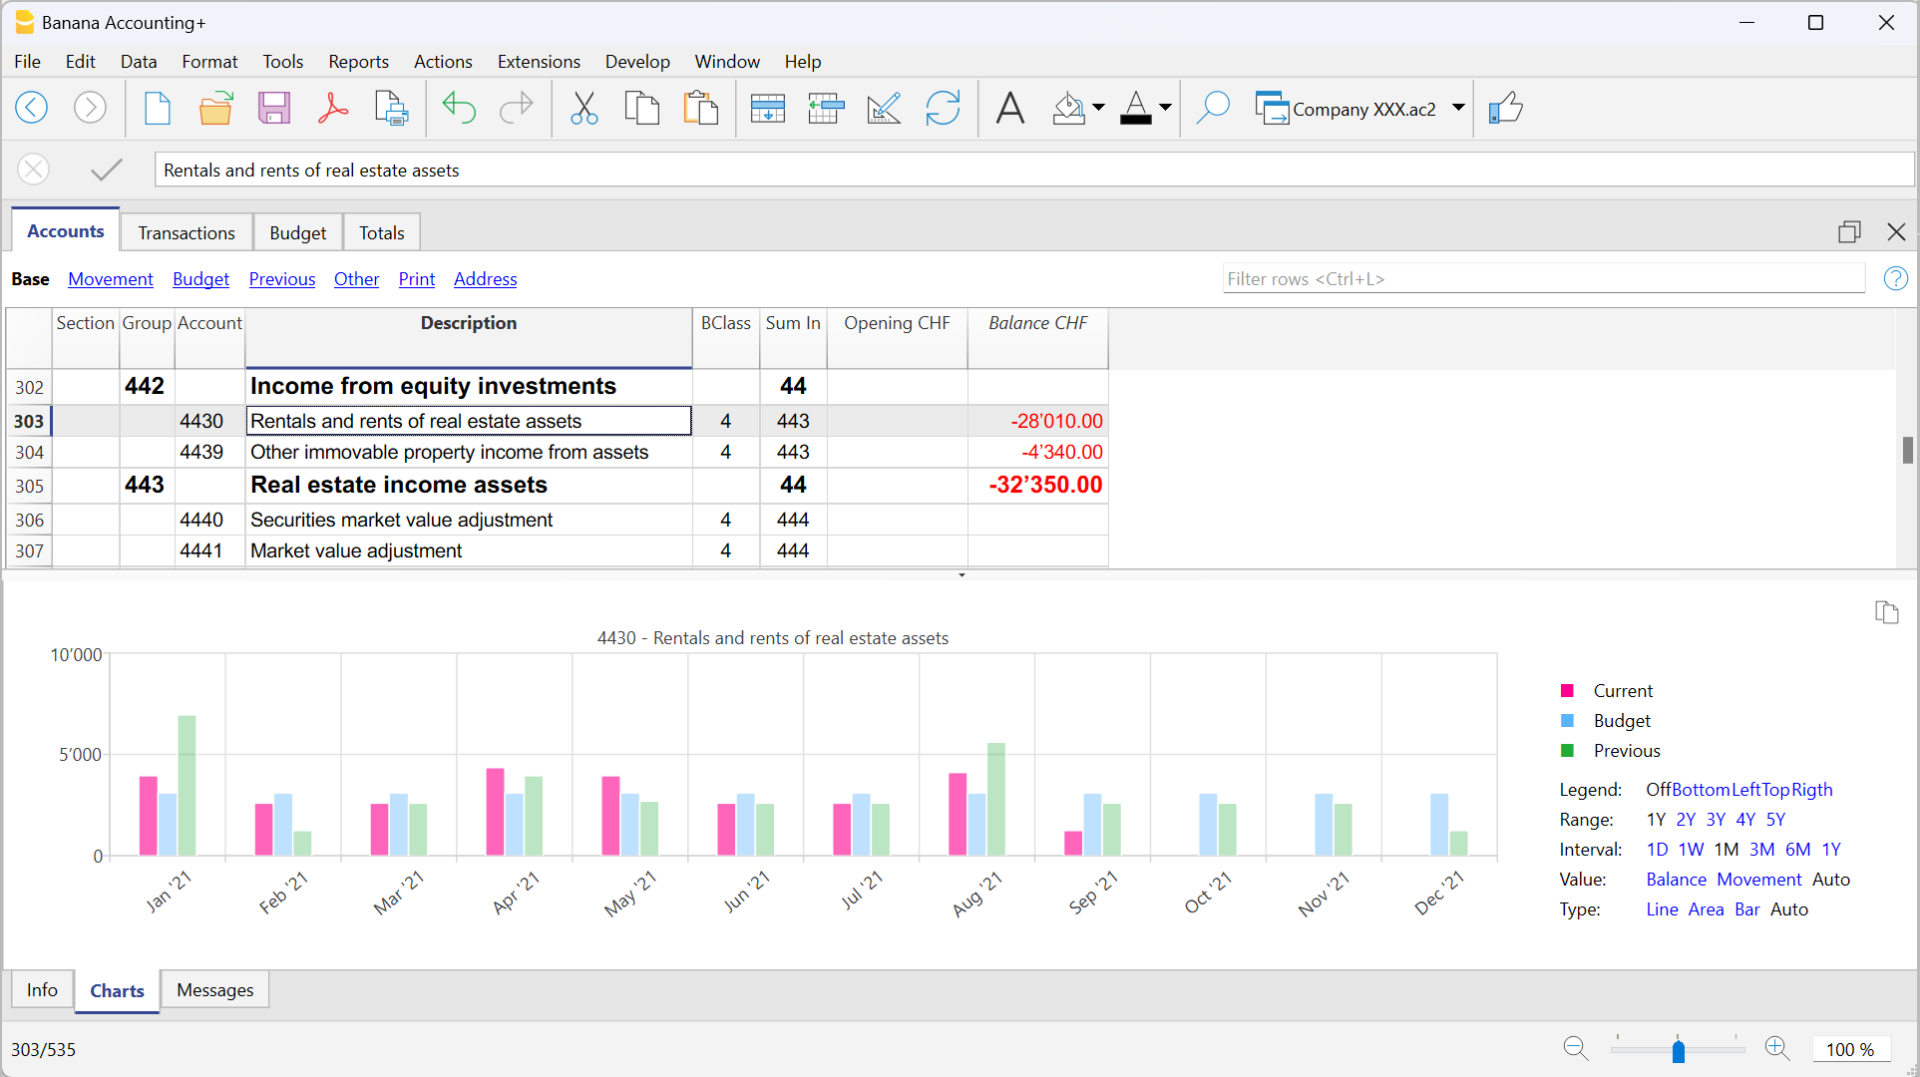 Banana Accounting+
File Edit Data Format Tools Reports Actions Extensions Develop Window Help
Company XXX.ac2
Rentals and rents of real estate assets
Accounts Transactions Budget Totals
Base Movement Budget Previous Other Print Address Filter rows <Ctrl+L>
Section Group Account Description BClass Sum In Opening CHF Balance CHF
302 442 Income from equity investments 44
303 4430 Rentals and rents of real estate assets 4 443 -28’010.00
304 4439 Other immovable property income from assets 4 443 -4’340.00
305 443 Real estate income assets 44 -32’350.00
306 4440 Securities market value adjustment 4 444
307 4441 Market value adjustment 4 444
4430 - Rentals and rents of real estate assets
10’000
5’000
0
Jan '21 Feb '21 Mar '21 Apr '21 May '21 Jun '21 Jul '21 Aug '21 Sep '21 Oct '21 Nov '21 Dec '21
Current
Budget
Previous
Legend: OffBottomLeftTopRigth
Range: 1Y 2Y 3Y 4Y 5Y
Interval: 1D 1W 1M 3M 6M 1Y
Value: Balance Movement Auto
Type: Line Area Bar Auto
Info Charts Messages
303/535 100 %